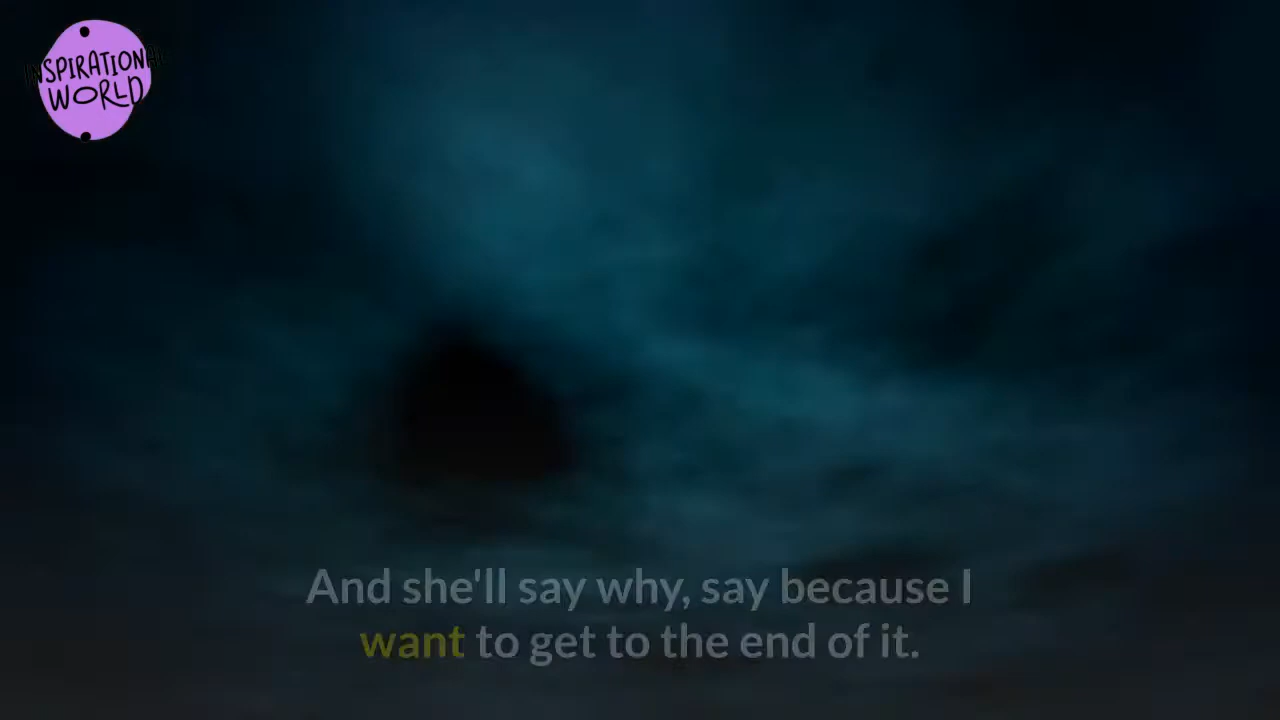 INSPIRATIONAL
WORLD
And she'll say why, say because I
want to get to the end of it.